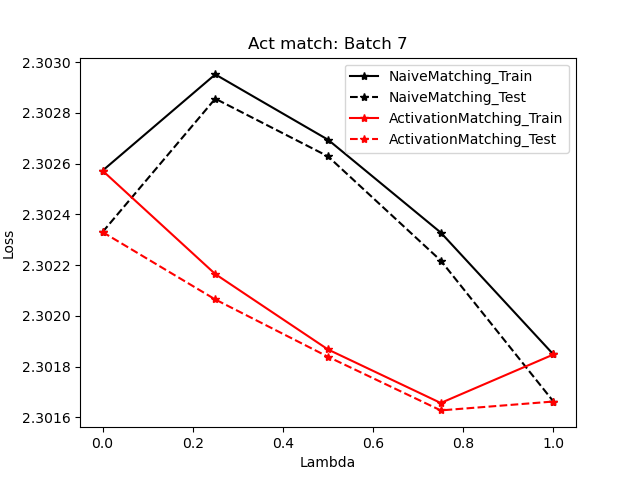 Act match: Batch 7
2.3030
2.3028
2.3026
2.3024
2.3022
2.3020
2.3018
2.3016
Loss
NaiveMatching_Train
NaiveMatching_Test
ActivationMatching_Train
ActivationMatching_Test
0.0 0.2 0.4 0.6 0.8 1.0
Lambda